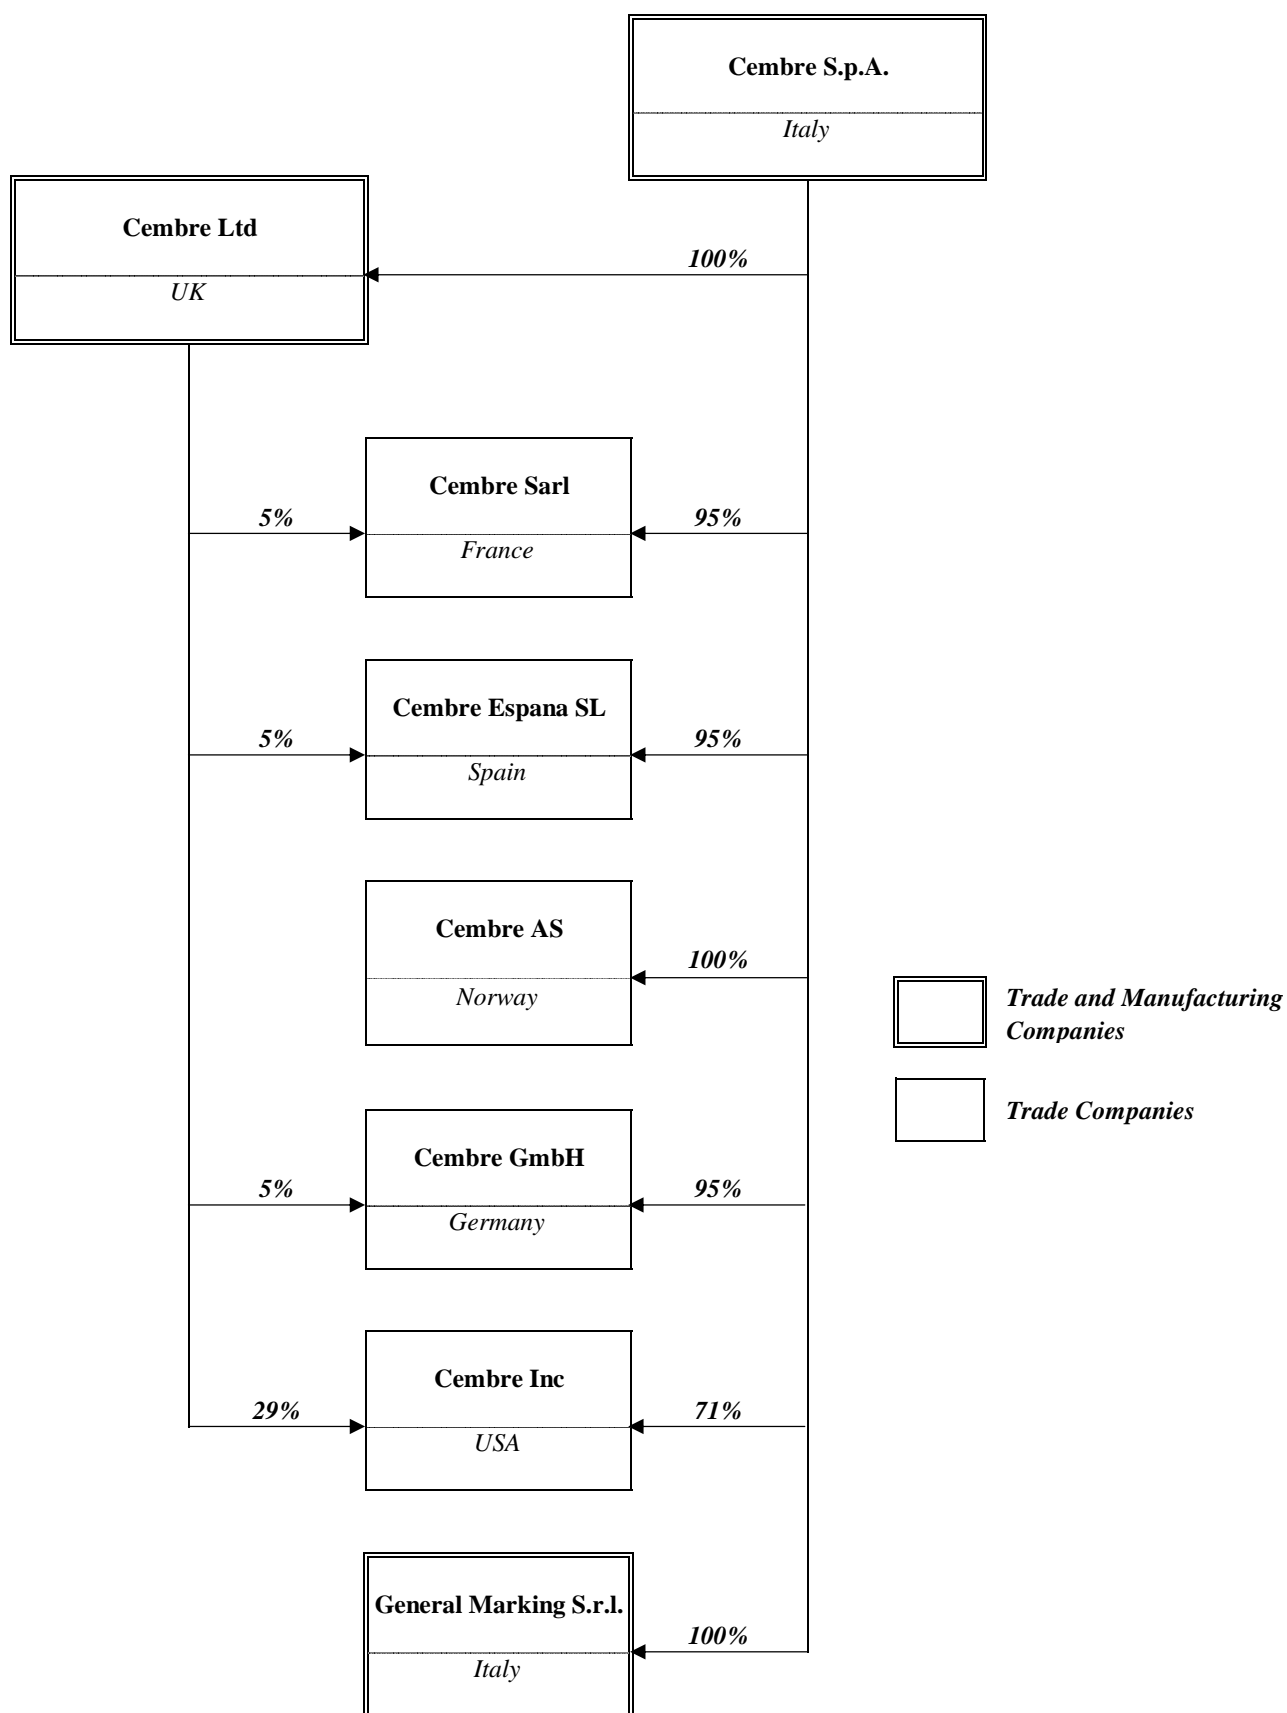 Cembre S.p.A.
Italy
Cembre Ltd
UK
100%
Cembre Sarl
France
5%
95%
Cembre Espana SL
Spain
5%
95%
Cembre AS
Norway
100%
Trade and Manufacturing
Companies
Trade Companies
Cembre GmbH
Germany
5%
95%
Cembre Inc
USA
29%
71%
General Marking S.r.l.
Italy
100%